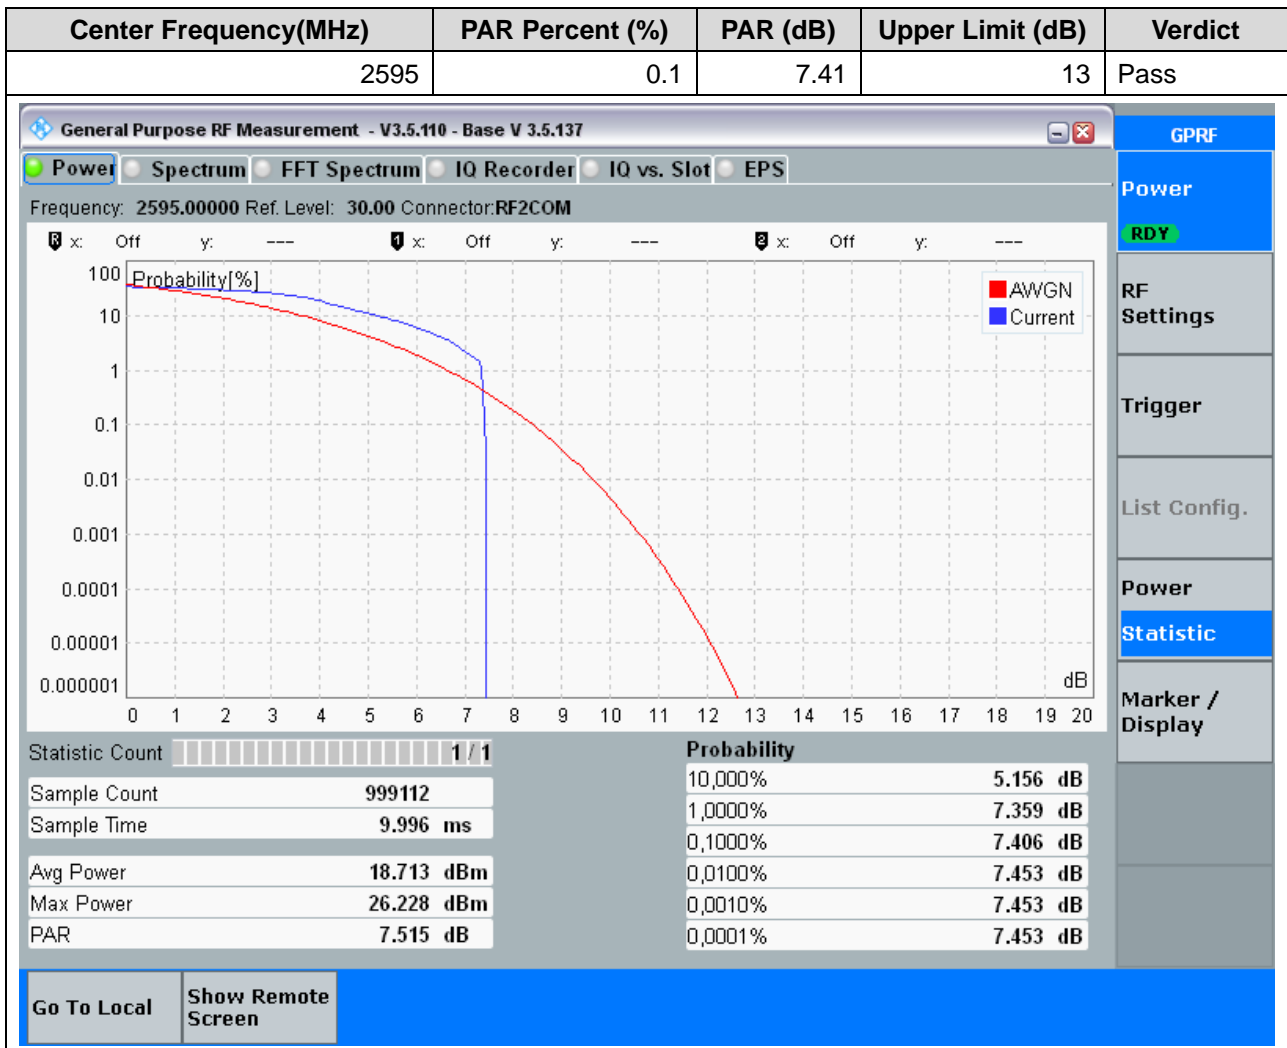 Center Frequency(MHz) PAR Percent (%) PAR (dB) Upper Limit (dB) Verdict
2595 0.1 7.41 13 Pass
General Purpose RF Measurement - V3.5.110 - Base V 3.5.137
GPRF
Power Spectrum FFT Spectrum IQ Recorder IQ vs. Slot EPS
Power
RDY
Frequency: 2595.00000 Ref. Level: 30.00 Connector:RF2COM
R x: Off y: --- 1 x: Off y: --- 2 x: Off y: ---
Probability[%]
100
10
1
0.1
0.01
0.001
0.0001
0.00001
0.000001
AWGN
Current
dB
0 1 2 3 4 5 6 7 8 9 10 11 12 13 14 15 16 17 18 19 20
RF
Settings
Trigger
List Config.
Power
Statistic
Marker /
Display
Statistic Count 1 / 1
Sample Count 999112
Sample Time 9.996 ms
Avg Power 18.713 dBm
Max Power 26.228 dBm
PAR 7.515 dB
Probability
10,000% 5.156 dB
1,0000% 7.359 dB
0,1000% 7.406 dB
0,0100% 7.453 dB
0,0010% 7.453 dB
0,0001% 7.453 dB
Go To Local
Show Remote
Screen